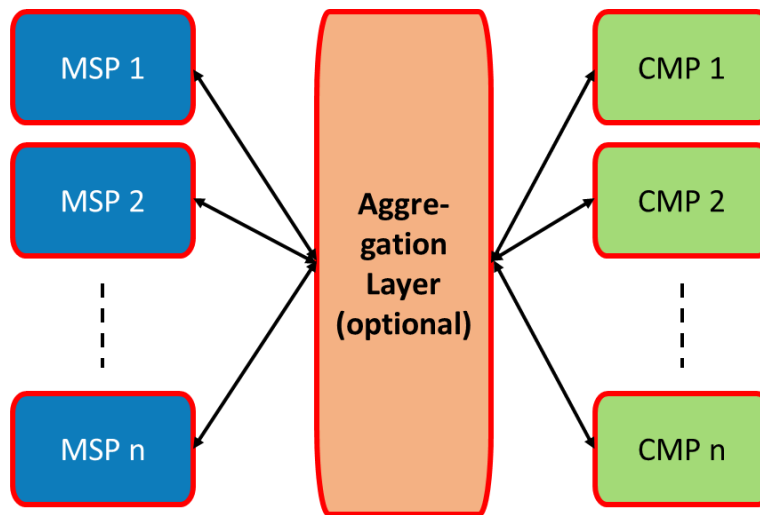 MSP 1
MSP 2
MSP n
Aggre-
gation
Layer
(optional)
CMP 1
CMP 2
CMP n